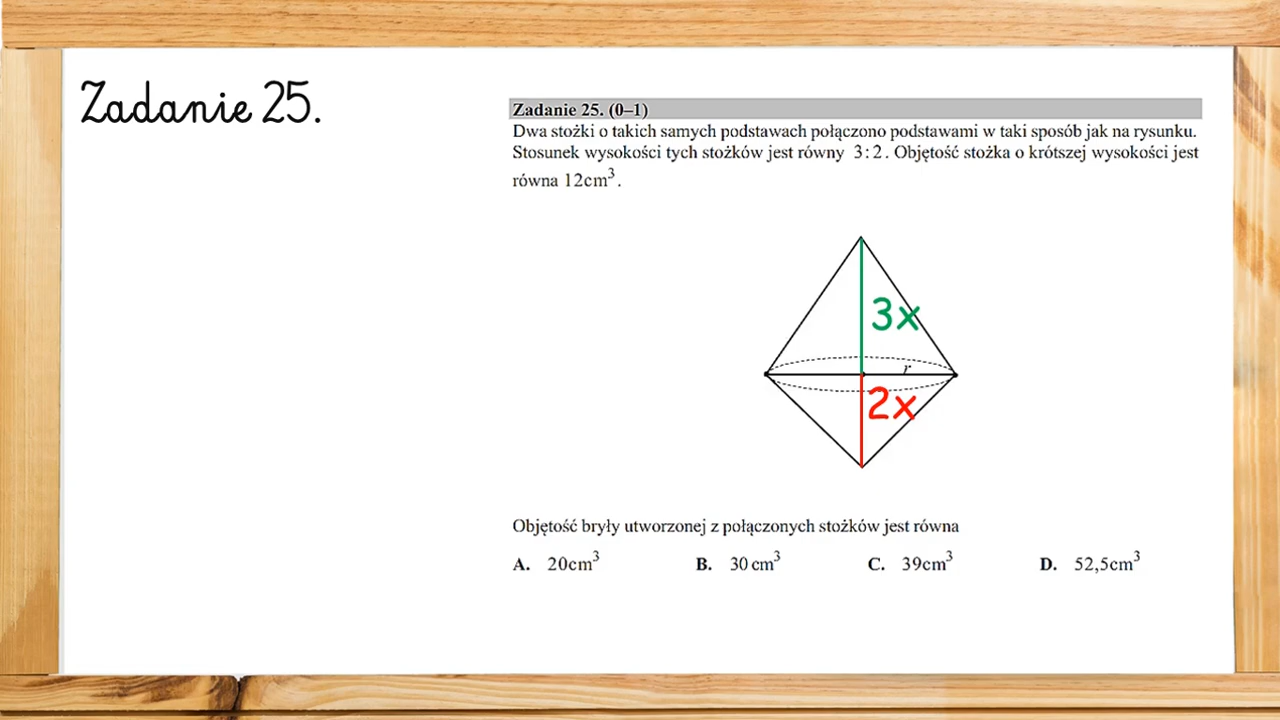 Zadanie 25.
Zadanie 25. (0–1)
Dwa stożki o takich samych podstawach połączono podstawami w taki sposób jak na rysunku.
Stosunek wysokości tych stożków jest równy 3:2. Objętość stożka o krótszej wysokości jest
równa 12cm³.
3x
r
2x
Objętość bryły utworzonej z połączonych stożków jest równa
A. 20cm³ B. 30cm³ C. 39cm³ D. 52,5cm³